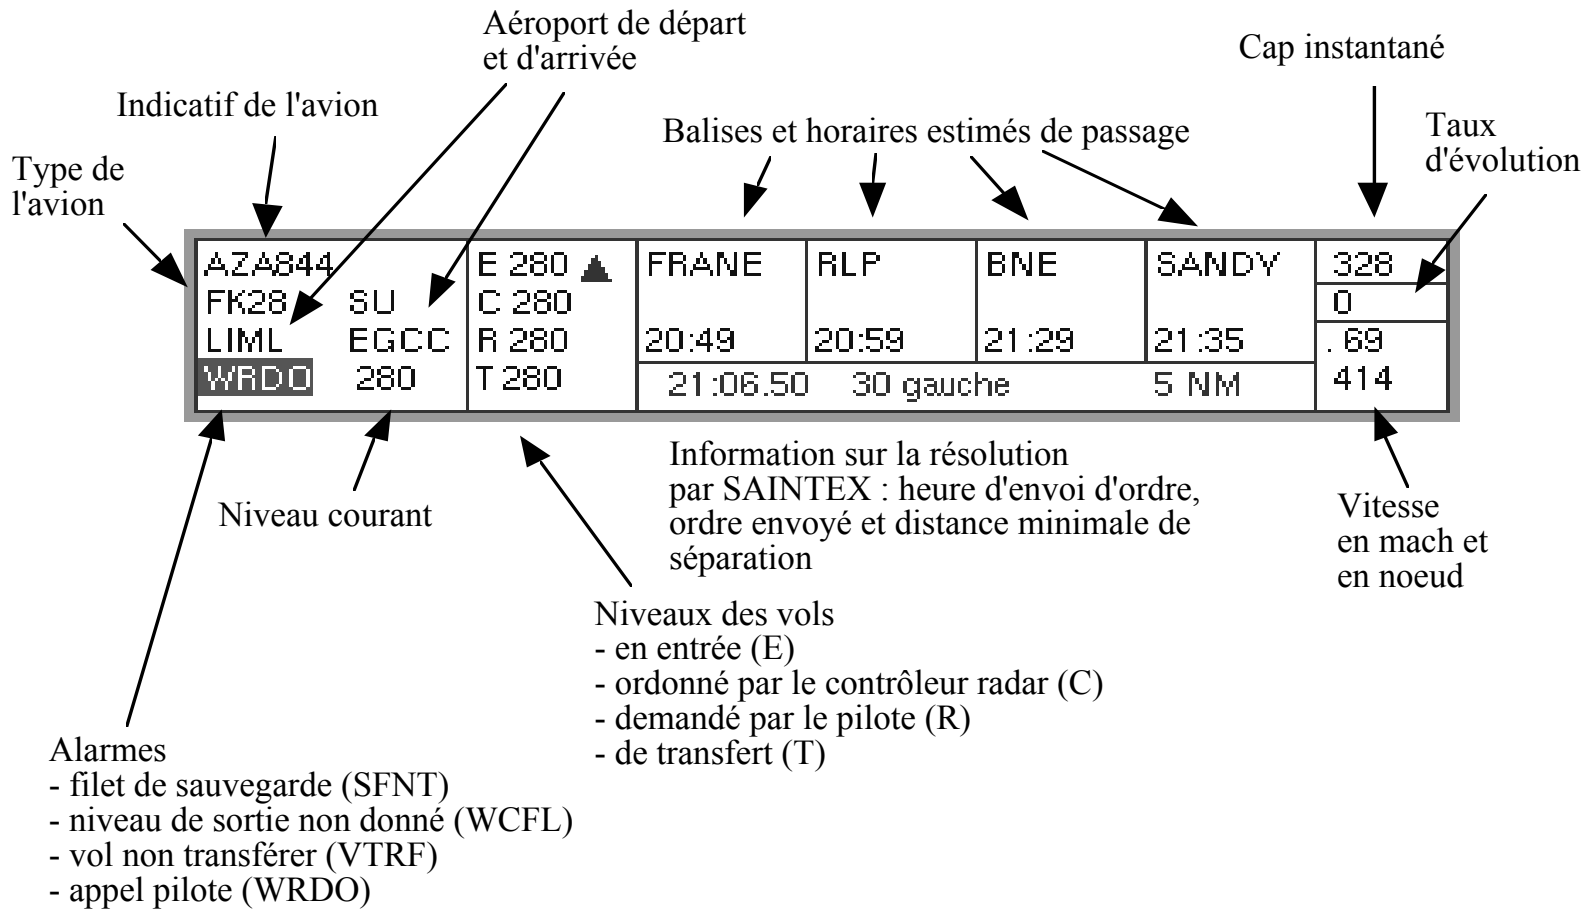 Aéroport de départ
et d'arrivée
Cap instantané
Indicatif de l'avion
Balises et horaires estimés de passage
Taux
d'évolution
Type de
l'avion
AZA844
FK28 SU
LIML EGCC
WRDO 280
E 280
C 280
R 280
T 280
FRANE
20:49
RLP
20:59
BNE
21:29
SANDY
21:35
21:06.50 30 gauche 5 NM
328
0
.69
414
Niveau courant
Information sur la résolution
par SAINTEX : heure d'envoi d'ordre,
ordre envoyé et distance minimale de
séparation
Vitesse
en mach et
en noeud
Niveaux des vols
- en entrée (E)
- ordonné par le contrôleur radar (C)
- demandé par le pilote (R)
- de transfert (T)
Alarmes
- filet de sauvegarde (SFNT)
- niveau de sortie non donné (WCFL)
- vol non transférer (VTRF)
- appel pilote (WRDO)